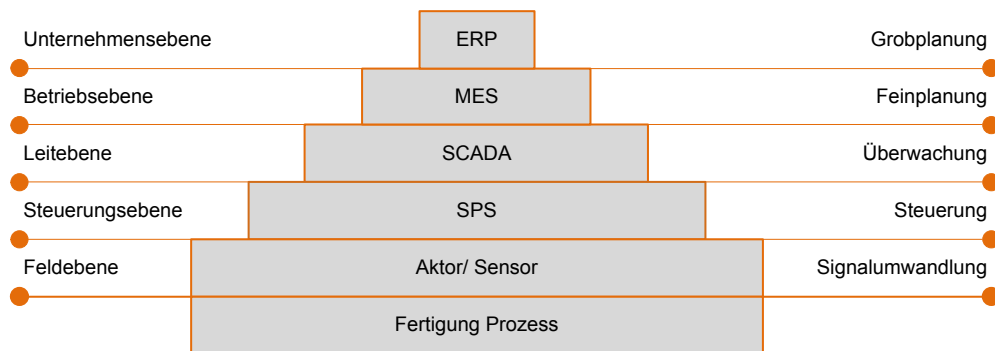 Unternehmensebene ERP Grobplanung
Betriebsebene MES Feinplanung
Leitebene SCADA Überwachung
Steuerungsebene SPS Steuerung
Feldebene Aktor/ Sensor Signalumwandlung
Fertigung Prozess